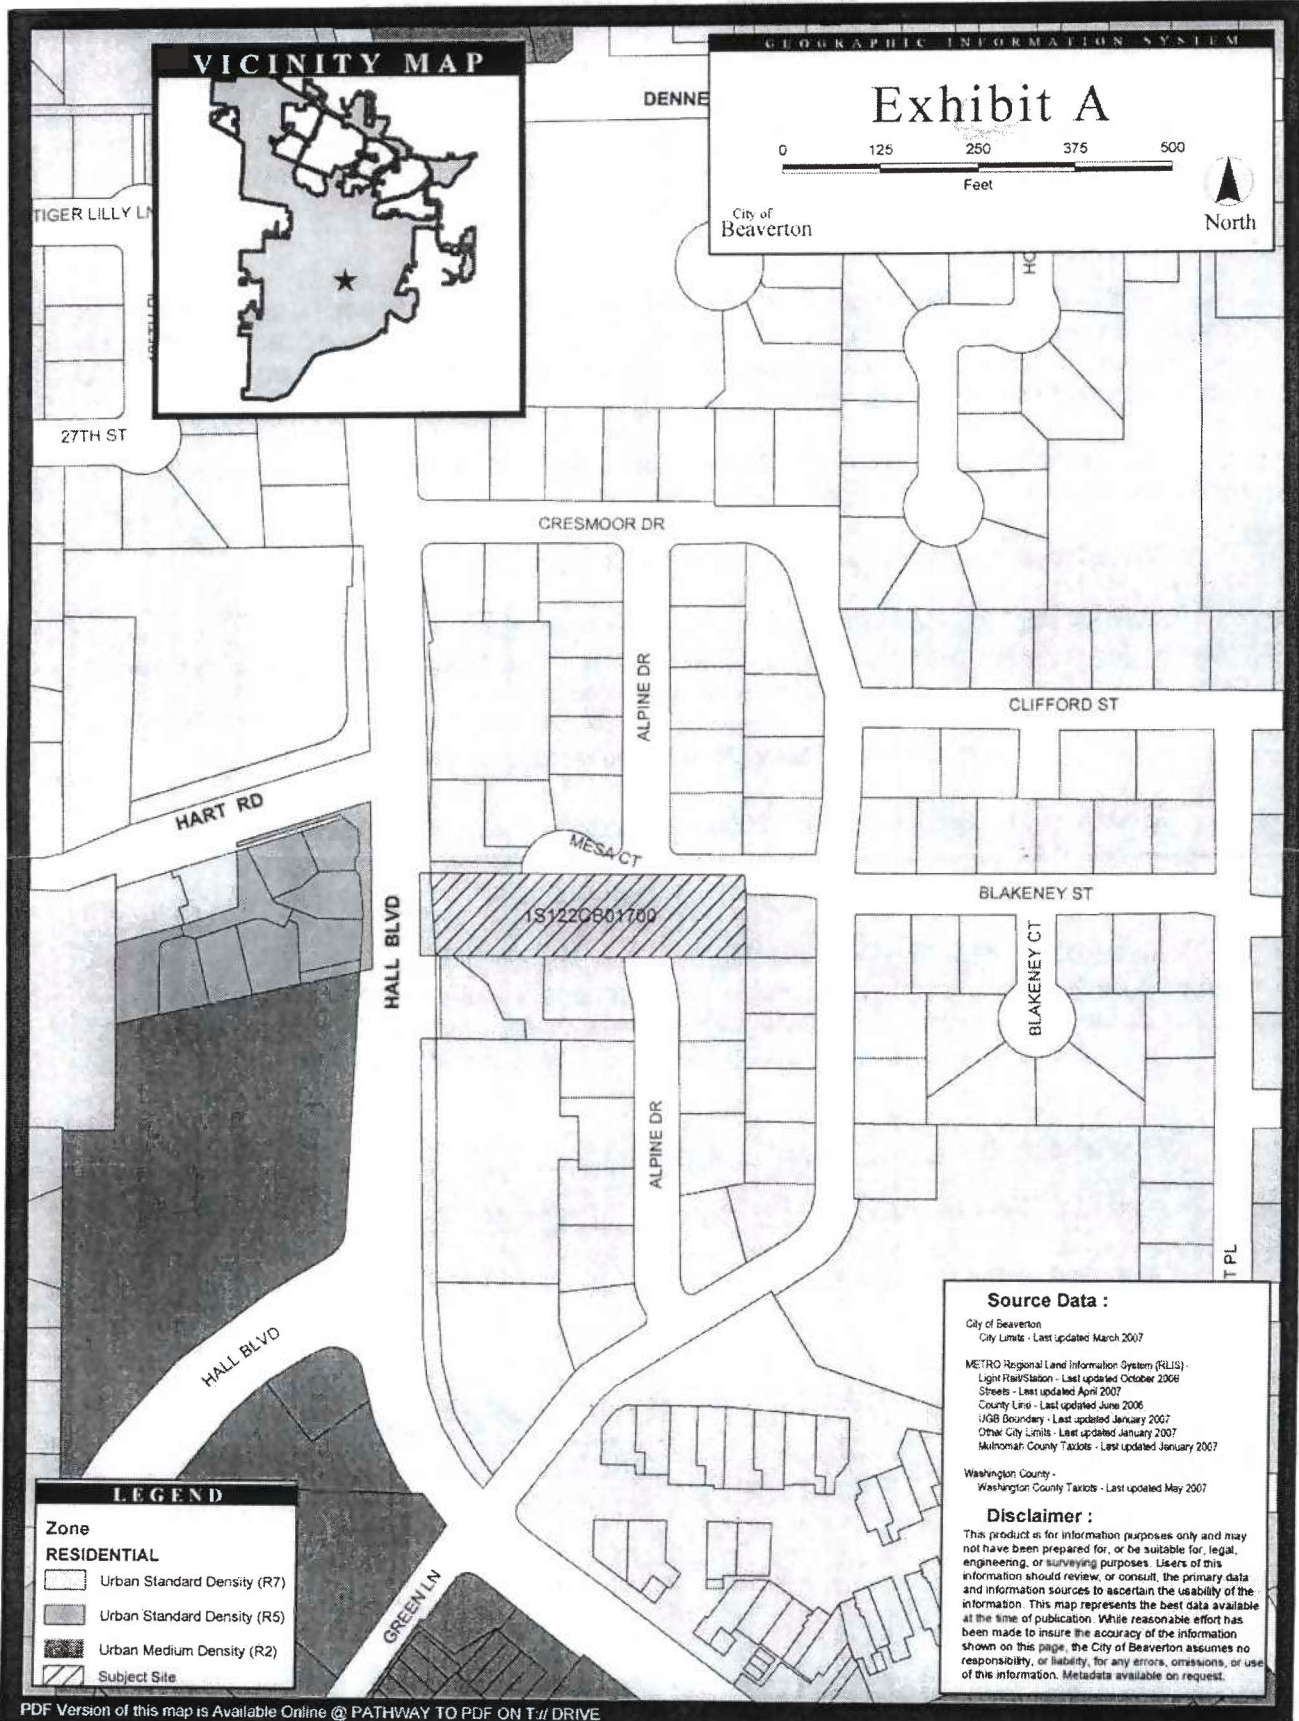 VICINITY MAP
GEOGRAPHIC INFORMATION SYSTEM
Exhibit A
0 125 250 375 500
Feet
City of
Beaverton
North
DENNE
TIGER LILLY LN
HO
27TH ST
CRESMOOR DR
ALPINE DR
CLIFFORD ST
HART RD
MESA CT
BLAKENEY ST
HALL BLVD
1S122CB01700
BLAKENEY CT
ALPINE DR
T PL
HALL BLVD
GREEN LN
Source Data :
City of Beaverton
City Limits - Last updated March 2007
METRO Regional Land Information System (RLIS) -
Light Rail/Station - Last updated October 2006
Streets - Last updated April 2007
County Line - Last updated June 2006
UGB Boundary - Last updated January 2007
Other City Limits - Last updated January 2007
Multnomah County Taxlots - Last updated January 2007
Washington County -
Washington County Taxlots - Last updated May 2007
Disclaimer :
This product is for information purposes only and may
not have been prepared for, or be suitable for, legal,
engineering, or surveying purposes. Users of this
information should review, or consult, the primary data
and information sources to ascertain the usability of the
information. This map represents the best data available
at the time of publication. While reasonable effort has
been made to insure the accuracy of the information
shown on this page, the City of Beaverton assumes no
responsibility, or liability, for any errors, omissions, or use
of this information. Metadata available on request.
LEGEND
Zone
RESIDENTIAL
Urban Standard Density (R7)
Urban Standard Density (R5)
Urban Medium Density (R2)
Subject Site
PDF Version of this map is Available Online @ PATHWAY TO PDF ON T:// DRIVE